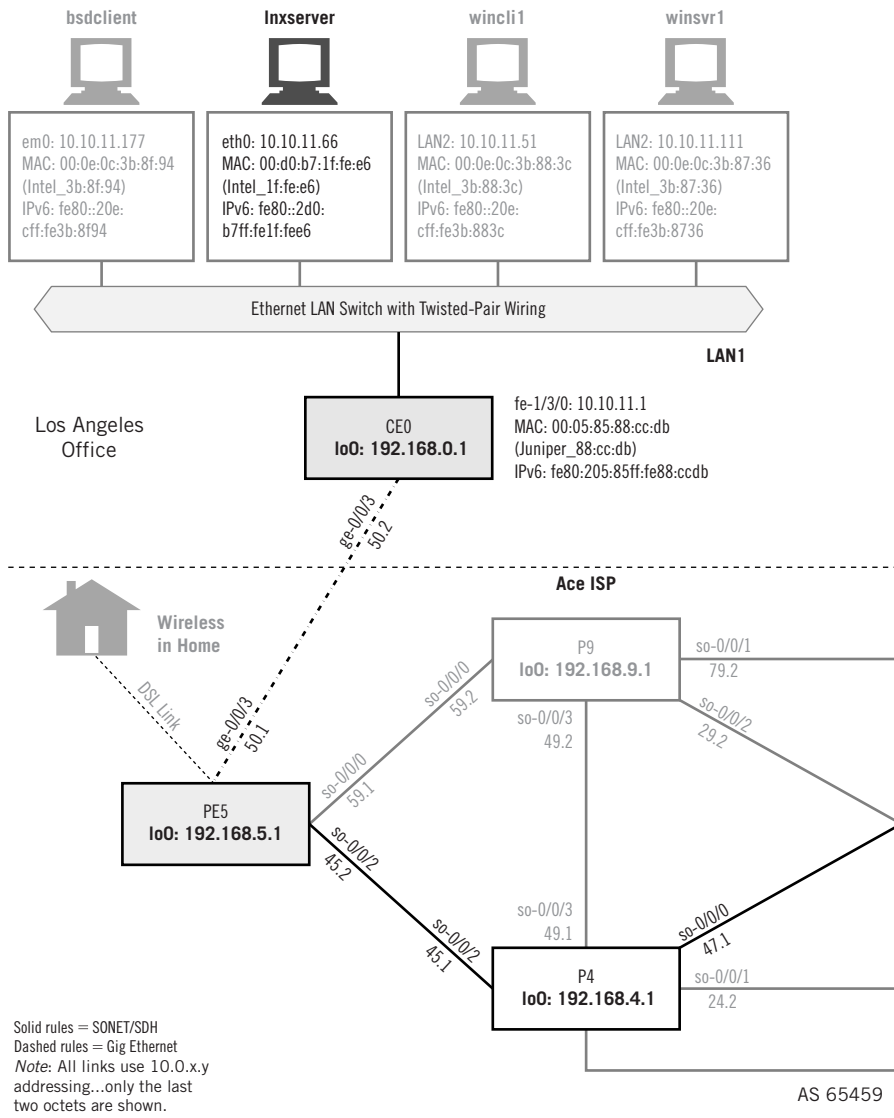 bsdclient
lnxserver
wincli1
winsvr1
em0: 10.10.11.177
MAC: 00:0e:0c:3b:8f:94
(Intel_3b:8f:94)
IPv6: fe80::20e:
cff:fe3b:8f94
eth0: 10.10.11.66
MAC: 00:d0:b7:1f:fe:e6
(Intel_1f:fe:e6)
IPv6: fe80::2d0:
b7ff:fe1f:fee6
LAN2: 10.10.11.51
MAC: 00:0e:0c:3b:88:3c
(Intel_3b:88:3c)
IPv6: fe80::20e:
cff:fe3b:883c
LAN2: 10.10.11.111
MAC: 00:0e:0c:3b:87:36
(Intel_3b:87:36)
IPv6: fe80::20e:
cff:fe3b:8736
Ethernet LAN Switch with Twisted-Pair Wiring
LAN1
Los Angeles
Office
CE0
lo0: 192.168.0.1
fe-1/3/0: 10.10.11.1
MAC: 00:05:85:88:cc:db
(Juniper_88:cc:db)
IPv6: fe80:205:85ff:fe88:ccdb
ge-0/0/3
50.2
Ace ISP
Wireless
in Home
DSL Link
ge-0/0/3
50.1
P9
lo0: 192.168.9.1
so-0/0/1
79.2
so-0/0/0
59.2
so-0/0/3
49.2
so-0/0/2
29.2
so-0/0/0
59.1
PE5
lo0: 192.168.5.1
so-0/0/2
45.2
so-0/0/2
45.1
so-0/0/3
49.1
so-0/0/0
47.1
P4
lo0: 192.168.4.1
so-0/0/1
24.2
Solid rules = SONET/SDH
Dashed rules = Gig Ethernet
Note: All links use 10.0.x.y
addressing...only the last
two octets are shown.
AS 65459